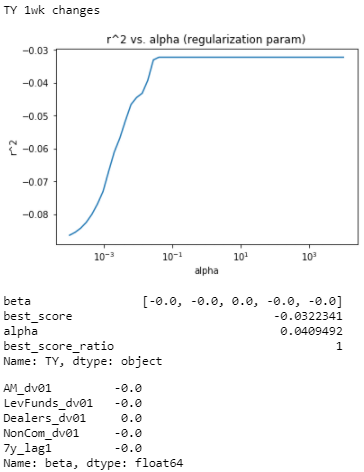 TY 1wk changes
r^2 vs. alpha (regularization param)
-0.03
-0.04
-0.05
-0.06
-0.07
-0.08
r^2
10^-3
10^-1
10^1
10^3
alpha
beta [-0.0, -0.0, 0.0, -0.0, -0.0]
best_score -0.0322341
alpha 0.0409492
best_score_ratio 1
Name: TY, dtype: object
AM_dv01 -0.0
LevFunds_dv01 -0.0
Dealers_dv01 0.0
NonCom_dv01 -0.0
7y_lag1 -0.0
Name: beta, dtype: float64